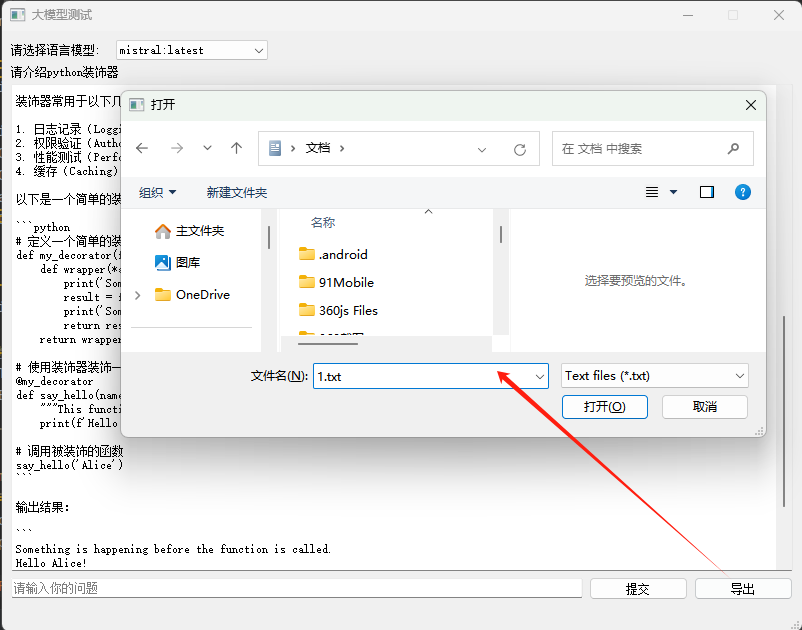 大模型测试
请选择语言模型: mistral:latest
请介绍python装饰器
装饰器常用于以下几
1. 日志记录 (Loggi
2. 权限验证 (Autho
3. 性能测试 (Perfo
4. 缓存 (Caching)
以下是一个简单的装
```python
# 定义一个简单的装
def my_decorator(f
def wrapper(*a
print('Som
result = f
print('Som
return res
return wrapper
# 使用装饰器装饰一
@my_decorator
def say_hello(name
"""This functi
print(f'Hello
# 调用被装饰的函数
say_hello('Alice')
```
输出结果:
```
Something is happening before the function is called.
Hello Alice!
请输入你的问题
提交
导出
打开
文档
在 文档 中搜索
组织
新建文件夹
主文件夹
图库
OneDrive
名称
.android
91Mobile
360js Files
选择要预览的文件。
文件名(N): 1.txt
Text files (*.txt)
打开(O)
取消